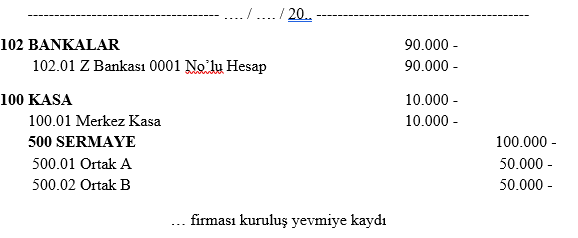 ------------------------------------ …. / …. / 20.. ----------------------------------------
102 BANKALAR 90.000 -
102.01 Z Bankası 0001 No’lu Hesap 90.000 -
100 KASA 10.000 -
100.01 Merkez Kasa 10.000 -
500 SERMAYE 100.000 -
500.01 Ortak A 50.000 -
500.02 Ortak B 50.000 -
… firması kuruluş yevmiye kaydı